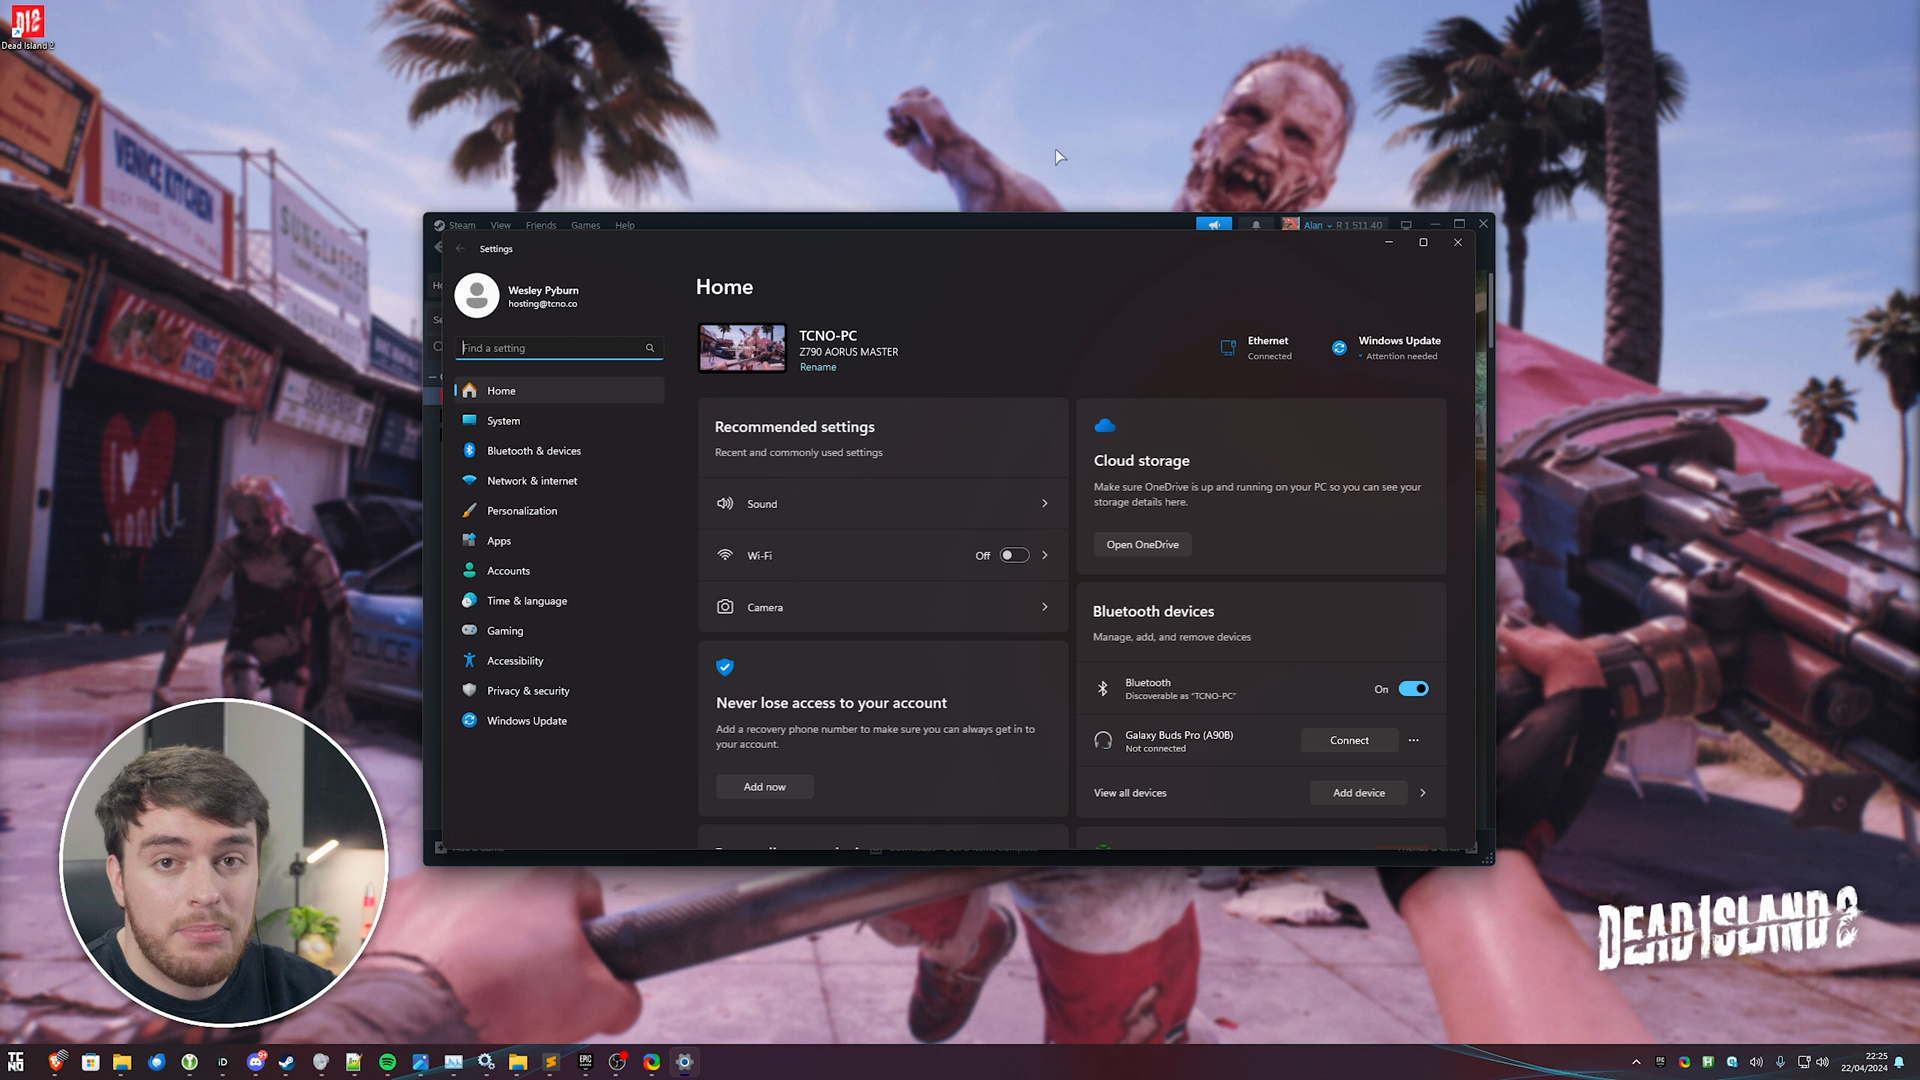 Dead Island 2
VENICE KITCHEN
SUNGLASSES
Steam View Friends Games Help
Alan R 1 511.40
Settings
Wesley Pyburn
hosting@tcno.co
Find a setting
Home
System
Bluetooth & devices
Network & internet
Personalization
Apps
Accounts
Time & language
Gaming
Accessibility
Privacy & security
Windows Update
Home
TCNO-PC
Z790 AORUS MASTER
Rename
Ethernet
Connected
Windows Update
Attention needed
Recommended settings
Recent and commonly used settings
Sound
Wi-Fi Off
Camera
Never lose access to your account
Add a recovery phone number to make sure you can always get in to
your account.
Add now
Cloud storage
Make sure OneDrive is up and running on your PC so you can see your
storage details here.
Open OneDrive
Bluetooth devices
Manage, add, and remove devices
Bluetooth
Discoverable as "TCNO-PC"
On
Galaxy Buds Pro (A90B)
Not connected
Connect
View all devices
Add device
POLICE
DEAD ISLAND 2
22:25
22/04/2024